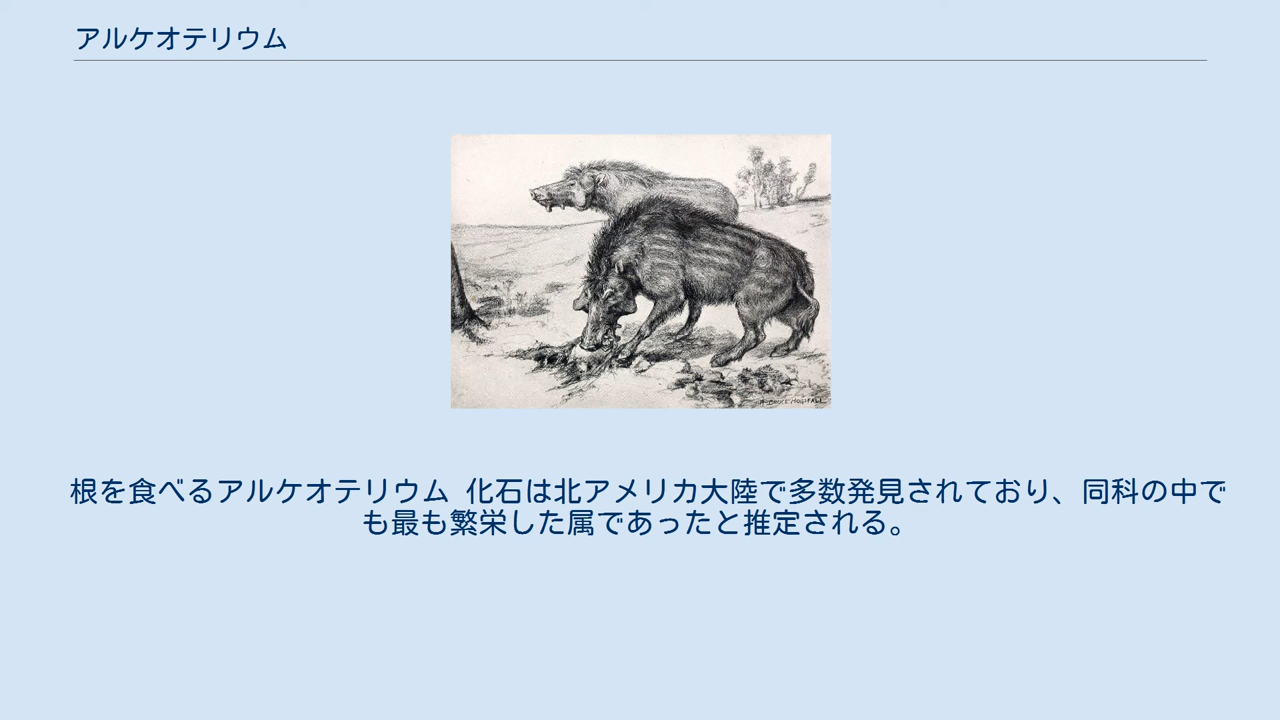 アルケオテリウム
根を食べるアルケオテリウム 化石は北アメリカ大陸で多数発見されており、同科の中で
も最も繁栄した属であったと推定される。